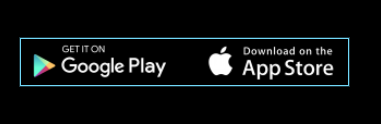 GET IT ON
Google Play
Download on the
App Store